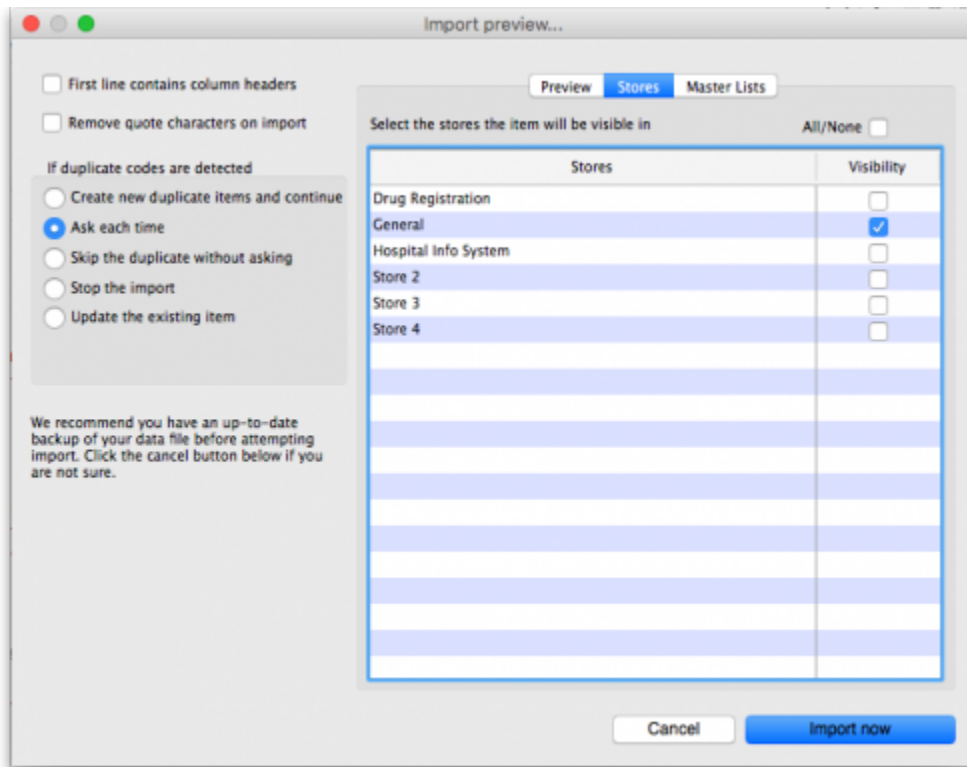 Import preview...
First line contains column headers
Remove quote characters on import
If duplicate codes are detected
Create new duplicate items and continue
Ask each time
Skip the duplicate without asking
Stop the import
Update the existing item
We recommend you have an up-to-date
backup of your data file before attempting
import. Click the cancel button below if you
are not sure.
Preview Stores Master Lists
Select the stores the item will be visible in All/None
Stores Visibility
Drug Registration
General
Hospital Info System
Store 2
Store 3
Store 4
Cancel Import now